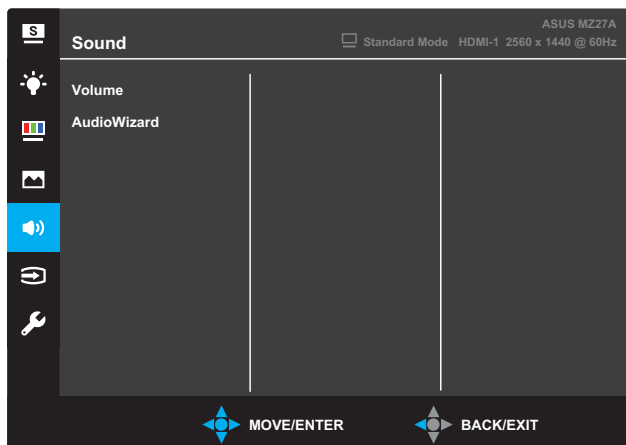 S
ASUS MZ27A
Sound
Standard Mode HDMI-1 2560 x 1440 @ 60Hz
Volume
AudioWizard
MOVE/ENTER
BACK/EXIT